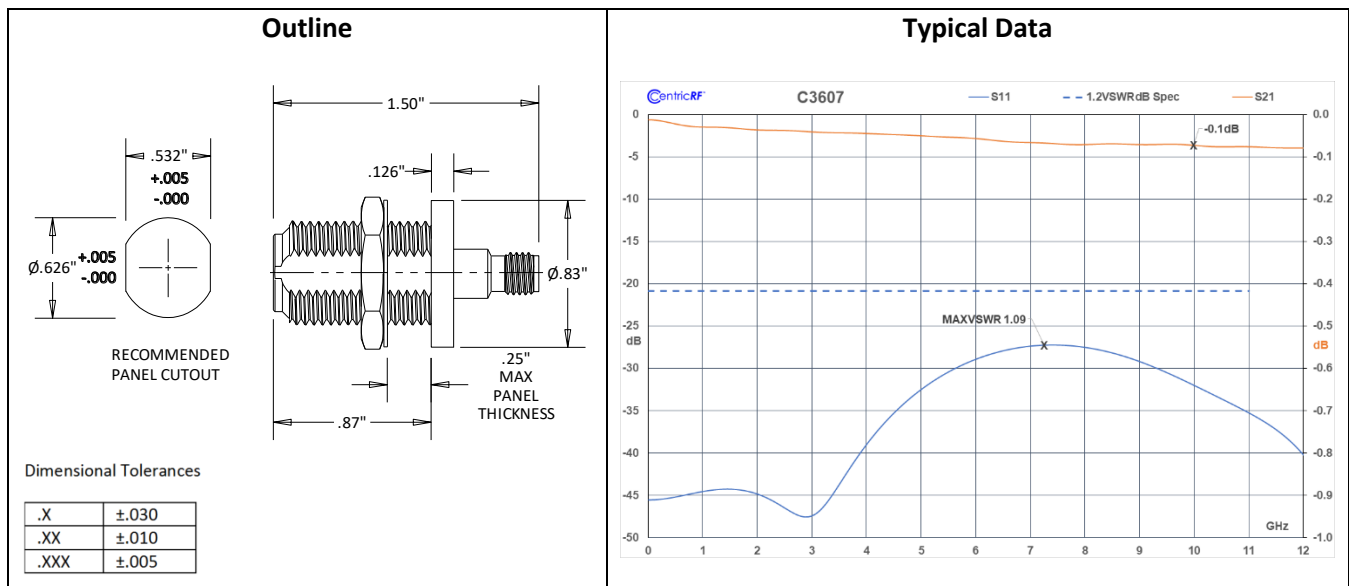 Outline
1.50"
.532"
+.005
-.000
.126"
Ø.626"
+.005
-.000
Ø.83"
RECOMMENDED
PANEL CUTOUT
.25"
MAX
PANEL
THICKNESS
.87"
Dimensional Tolerances
.X ±.030
.XX ±.010
.XXX ±.005
Typical Data
CentricRF™ C3607 S11 1.2VSWRdB Spec S21
0 0.0
-0.1dB
X
-5 -0.1
-10 -0.2
-15 -0.3
-20 -0.4
MAXVSWR 1.09
X
-25 -0.5
dB dB
-30 -0.6
-35 -0.7
-40 -0.8
-45 -0.9
GHz
-50 -1.0
0 1 2 3 4 5 6 7 8 9 10 11 12